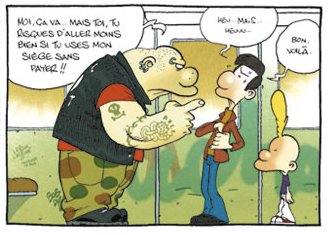 MOI, ÇA VA... MAIS TOI, TU
RISQUES D'ALLER MOINS
BIEN SI TU USES MON
SIÈGE SANS
PAYER!!
HEU... MAIS...
HEUU...
BON,
VOILÀ.